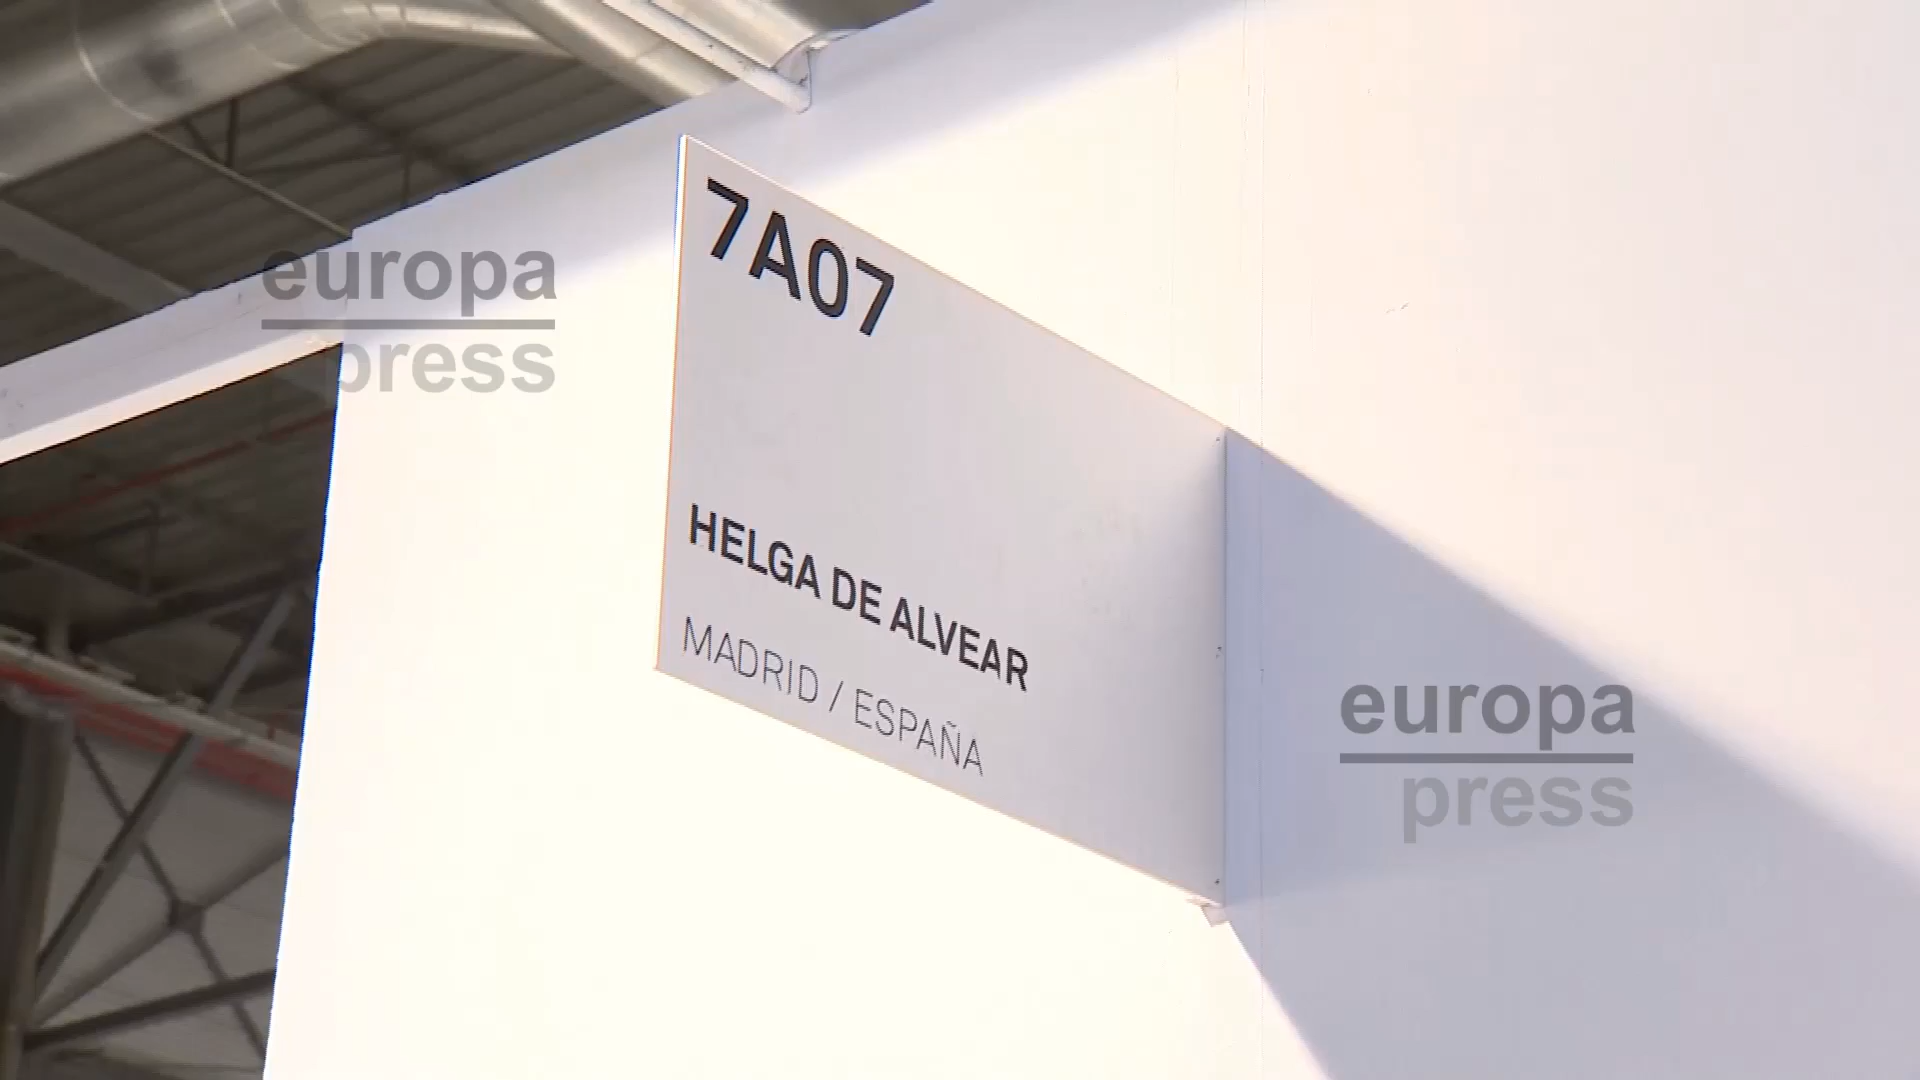 7A07
europa
press
HELGA DE ALVEAR
MADRID / ESPAÑA
europa
press